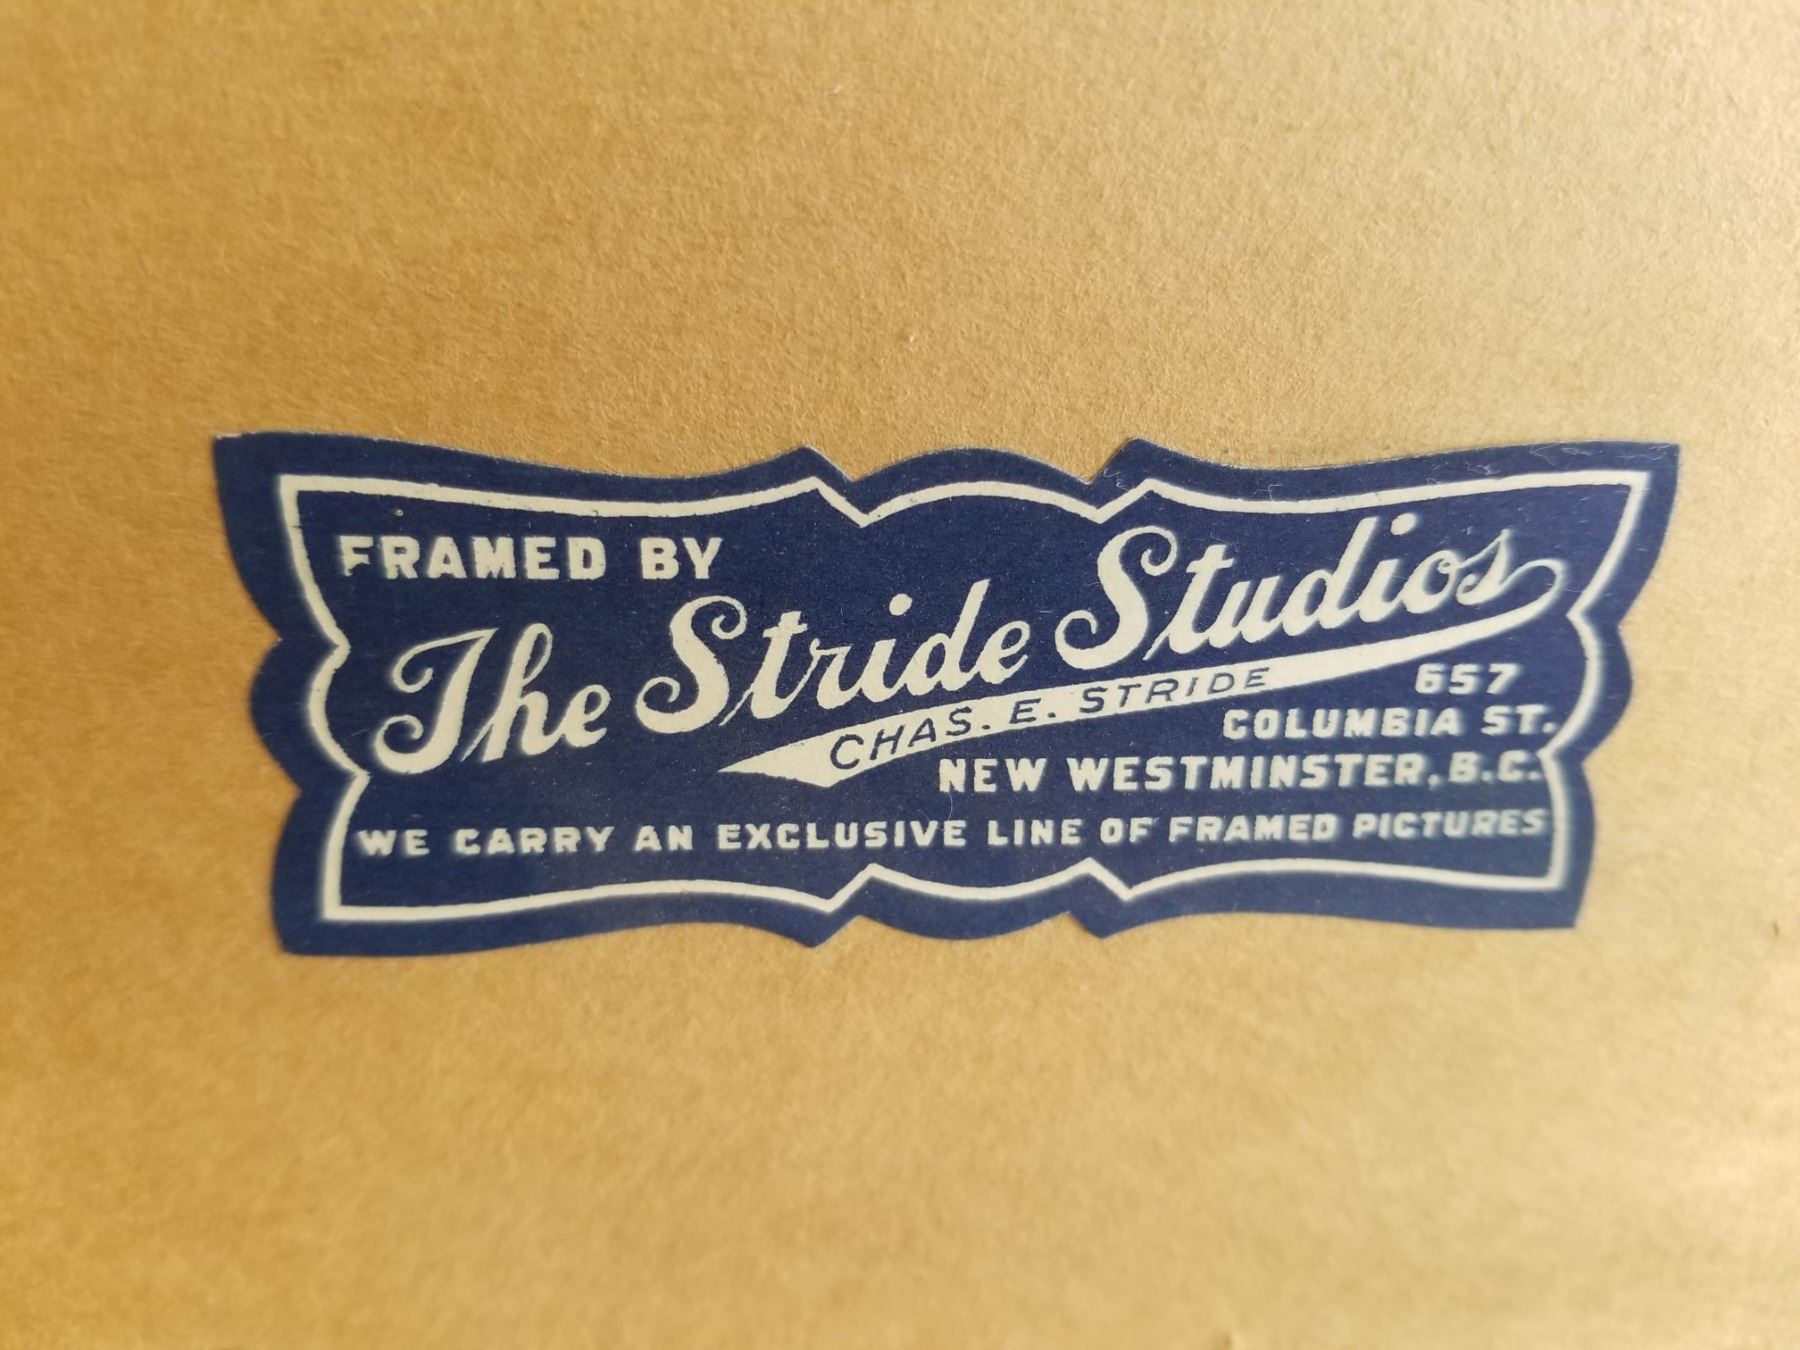 FRAMED BY
The Stride Studios
CHAS. E. STRIDE
657
COLUMBIA ST.
NEW WESTMINSTER, B.C.
WE CARRY AN EXCLUSIVE LINE OF FRAMED PICTURES